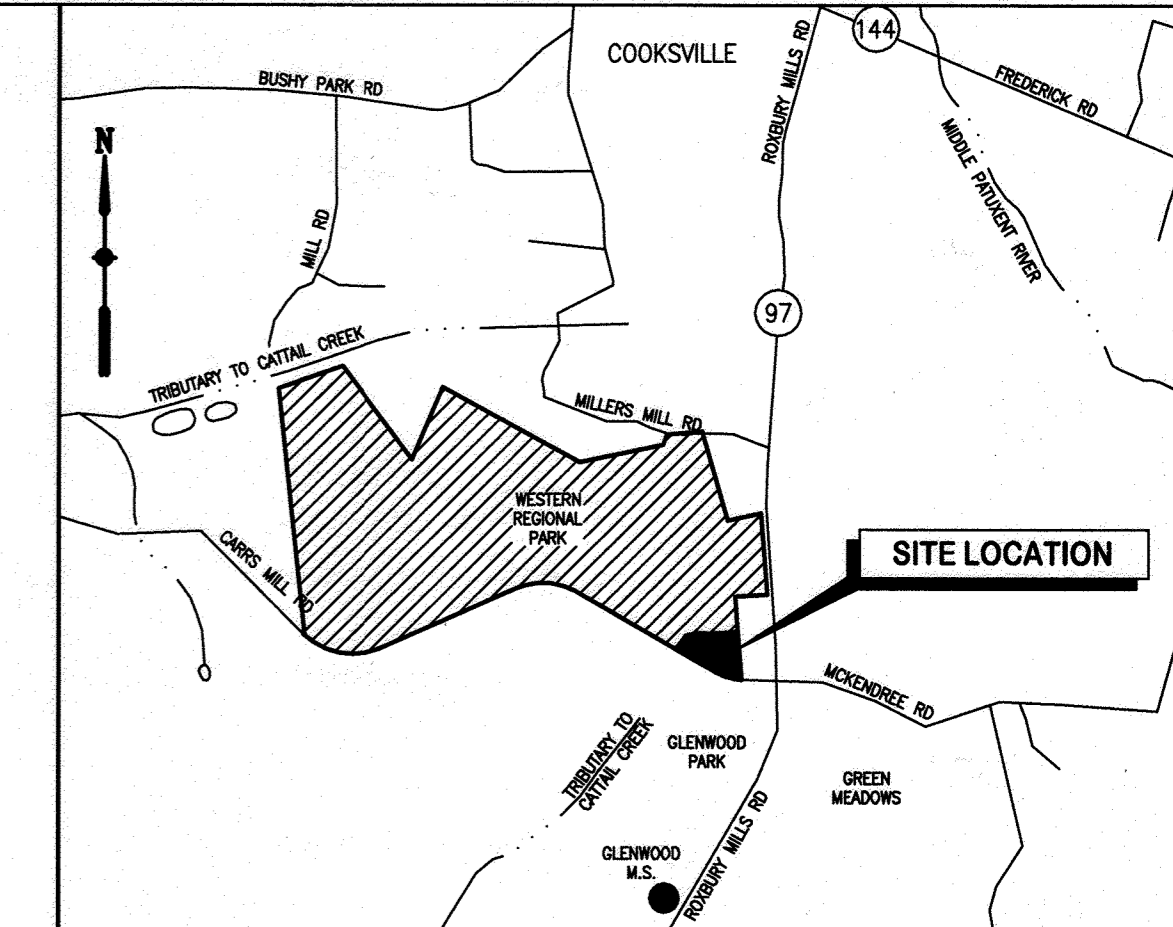 COOKSVILLE
144
ROXBURY MILLS RD
FREDERICK RD
BUSHY PARK RD
N
MIDDLE PATUXENT RIVER
MILL RD
97
TRIBUTARY TO CATTAIL CREEK
MILLERS MILL RD
WESTERN
REGIONAL
PARK
SITE LOCATION
CARRS MILL RD
MCKENDREE RD
TRIBUTARY TO
CATTAIL CREEK
GLENWOOD
PARK
GREEN
MEADOWS
GLENWOOD
M.S.
ROXBURY MILLS RD